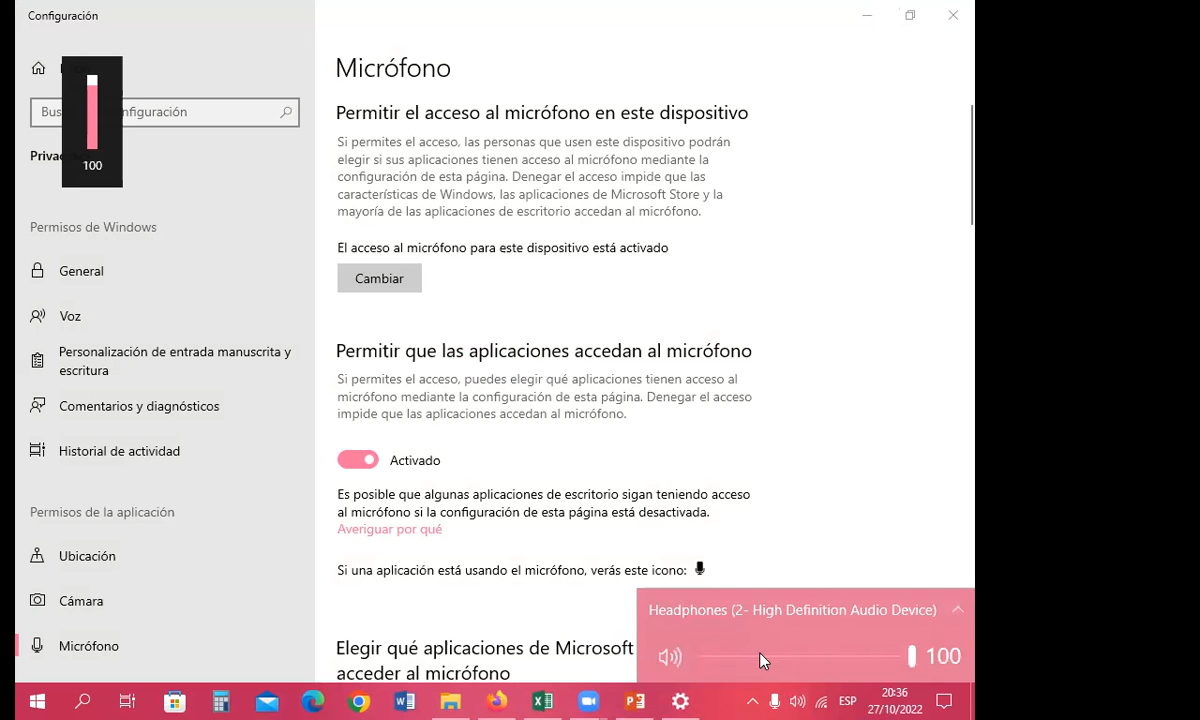 Configuración
Bus nfiguración
100
Priva
Permisos de Windows
General
Voz
Personalización de entrada manuscrita y
escritura
Comentarios y diagnósticos
Historial de actividad
Permisos de la aplicación
Ubicación
Cámara
Micrófono
Micrófono
Permitir el acceso al micrófono en este dispositivo
Si permites el acceso, las personas que usen este dispositivo podrán
elegir si sus aplicaciones tienen acceso al micrófono mediante la
configuración de esta página. Denegar el acceso impide que las
características de Windows, las aplicaciones de Microsoft Store y la
mayoría de las aplicaciones de escritorio accedan al micrófono.
El acceso al micrófono para este dispositivo está activado
Cambiar
Permitir que las aplicaciones accedan al micrófono
Si permites el acceso, puedes elegir qué aplicaciones tienen acceso al
micrófono mediante la configuración de esta página. Denegar el acceso
impide que las aplicaciones accedan al micrófono.
Activado
Es posible que algunas aplicaciones de escritorio sigan teniendo acceso
al micrófono si la configuración de esta página está desactivada.
Averiguar por qué
Si una aplicación está usando el micrófono, verás este icono:
Elegir qué aplicaciones de Microsoft
acceder al micrófono
Headphones (2- High Definition Audio Device)
100
ESP
20:36
27/10/2022